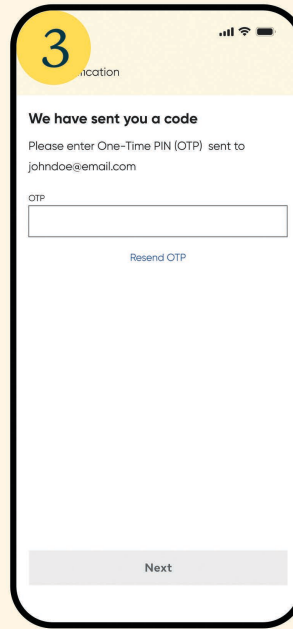 3
ication
We have sent you a code
Please enter One-Time PIN (OTP) sent to
johndoe@email.com
OTP
Resend OTP
Next